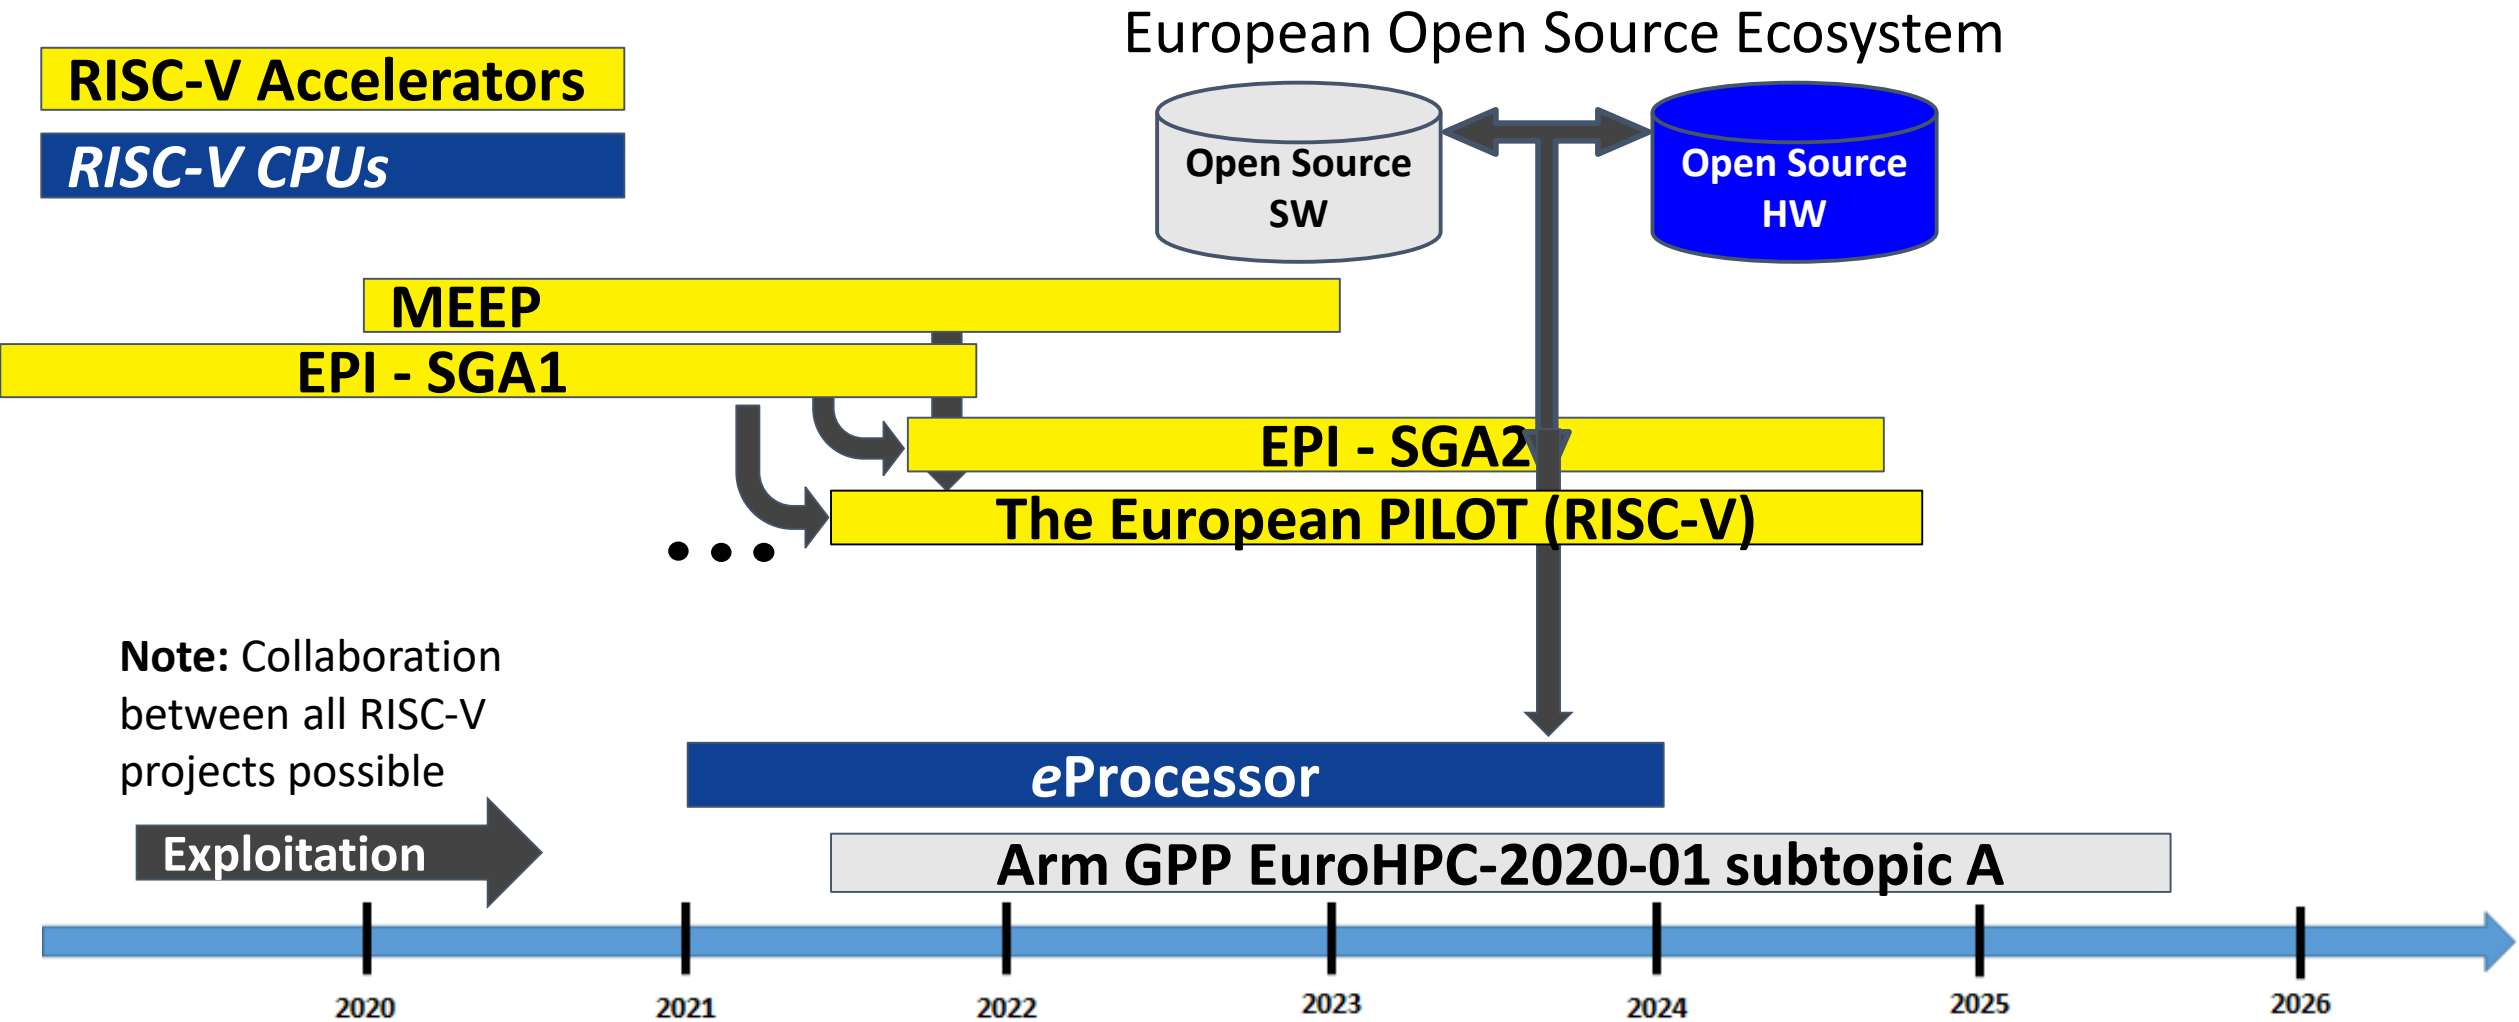 European Open Source Ecosystem
RISC-V Accelerators
RISC-V CPUs
Open Source
SW
Open Source
HW
MEEP
EPI - SGA1
EPI - SGA2
The European PILOT (RISC-V)
...
Note: Collaboration
between all RISC-V
projects possible
eProcessor
Exploitation
Arm GPP EuroHPC-2020-01 subtopic A
2020
2021
2022
2023
2024
2025
2026